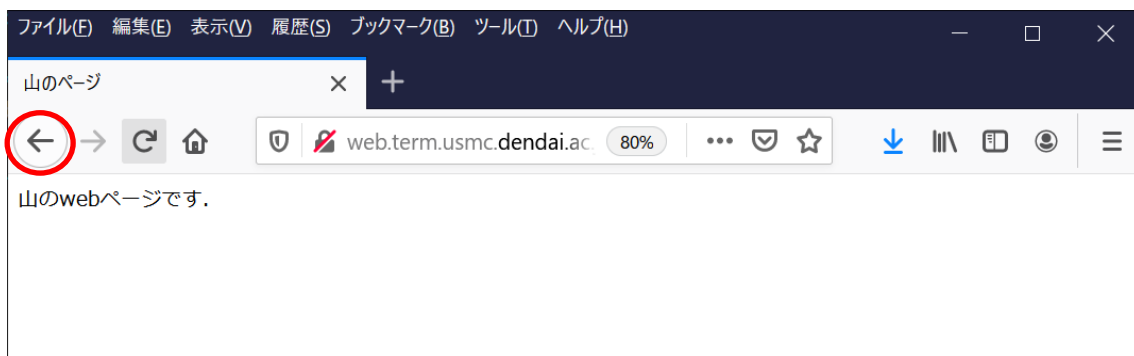 ファイル(F) 編集(E) 表示(V) 履歴(S) ブックマーク(B) ツール(T) ヘルプ(H)
山のページ
web.term.usmc.dendai.ac. 80%
山のwebページです.